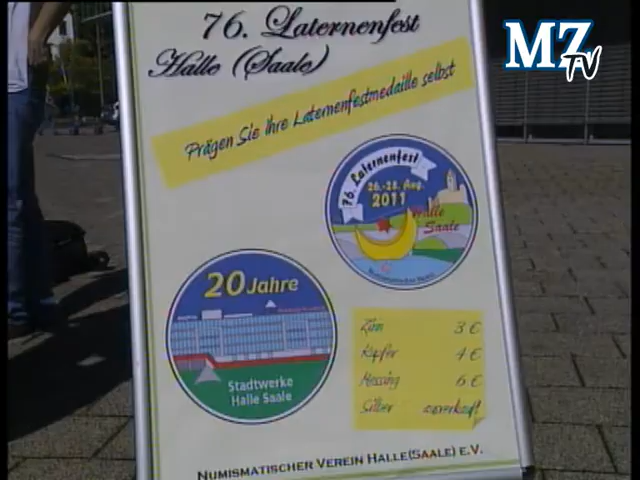 MZ TV
76. Laternenfest
Halle (Saale)
Prägen Sie ihre Laternenfestmedaille selbst
76. Laternenfest
26.-28. Aug.
2011
Halle
Saale
20 Jahre
Stadtwerke
Halle Saale
Zinn 3 €
Kupfer 4 €
Messing 6 €
Silber ausverkauft
NUMISMATISCHER VEREIN HALLE(SAALE) E.V.